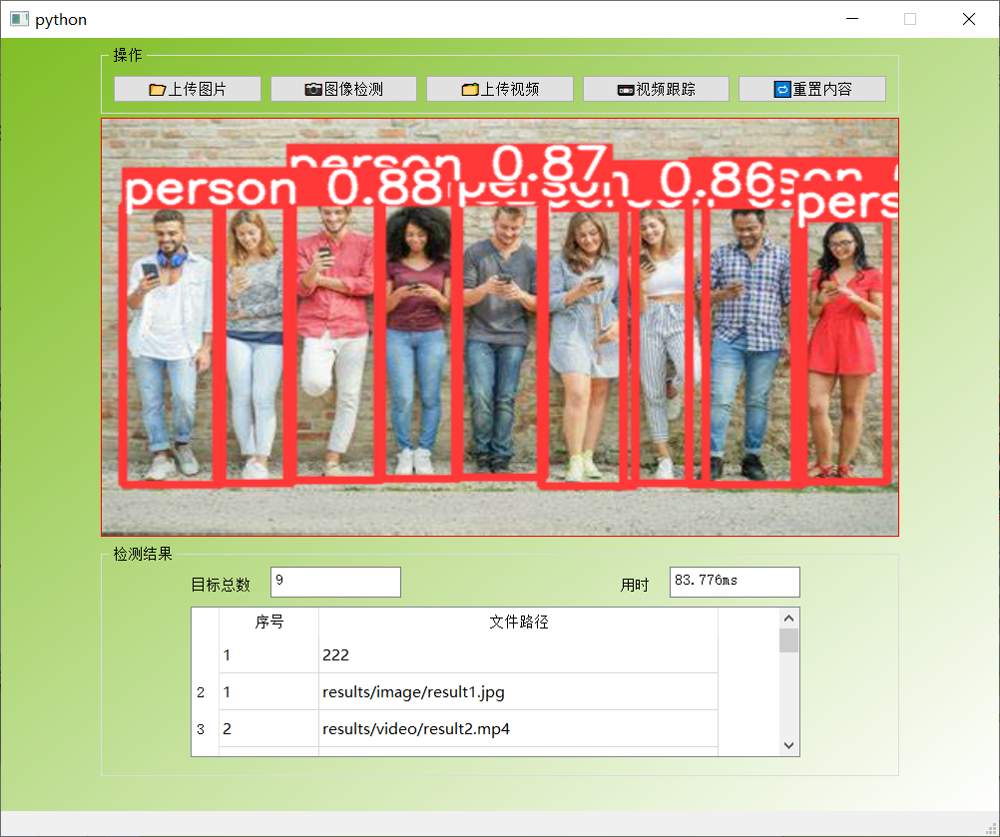 python
操作
上传图片 图像检测 上传视频 视频跟踪 重置内容
person 0.87
person 0.88 person 0.86
pers
检测结果
目标总数 9 用时 83.776ms
序号 文件路径
1 222
2 1 results/image/result1.jpg
3 2 results/video/result2.mp4